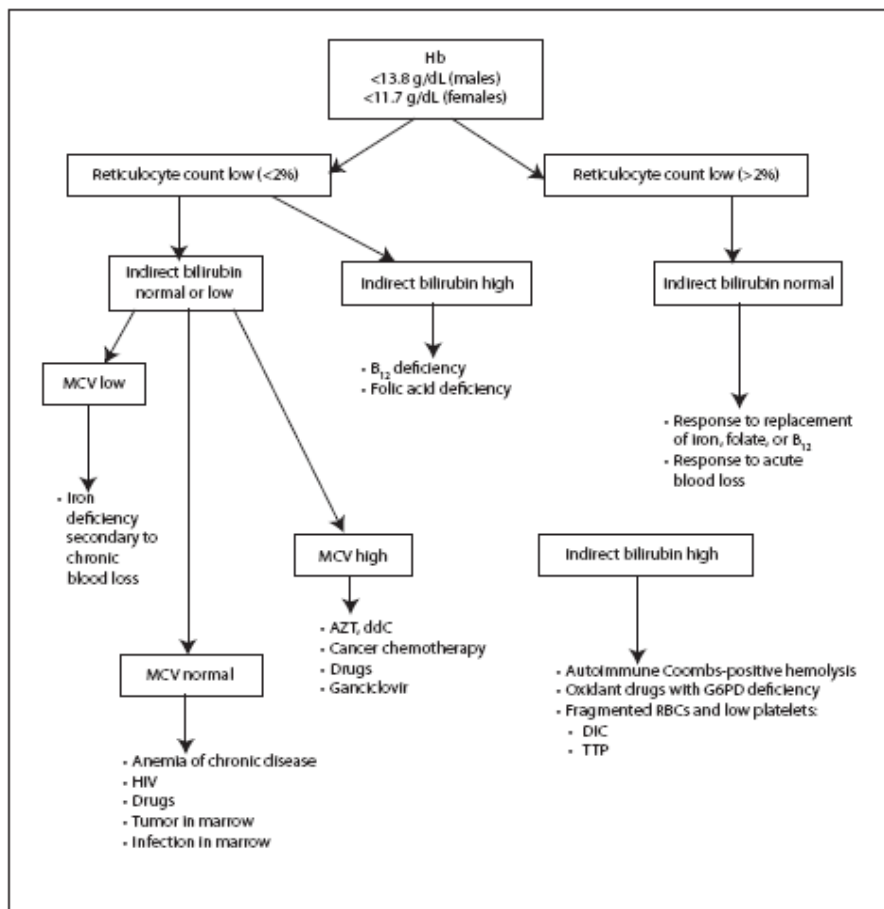 Hb
<13.8 g/dL (males)
<11.7 g/dL (females)
Reticulocyte count low (<2%)
Reticulocyte count low (>2%)
Indirect bilirubin
normal or low
Indirect bilirubin high
Indirect bilirubin normal
MCV low
• B₁₂ deficiency
• Folic acid deficiency
• Response to replacement
of iron, folate, or B₁₂
• Response to acute
blood loss
• Iron
deficiency
secondary to
chronic
blood loss
MCV high
Indirect bilirubin high
• AZT, ddC
• Cancer chemotherapy
• Drugs
• Ganciclovir
MCV normal
• Autoimmune Coombs-positive hemolysis
• Oxidant drugs with G6PD deficiency
• Fragmented RBCs and low platelets:
• DIC
• TTP
• Anemia of chronic disease
• HIV
• Drugs
• Tumor in marrow
• Infection in marrow